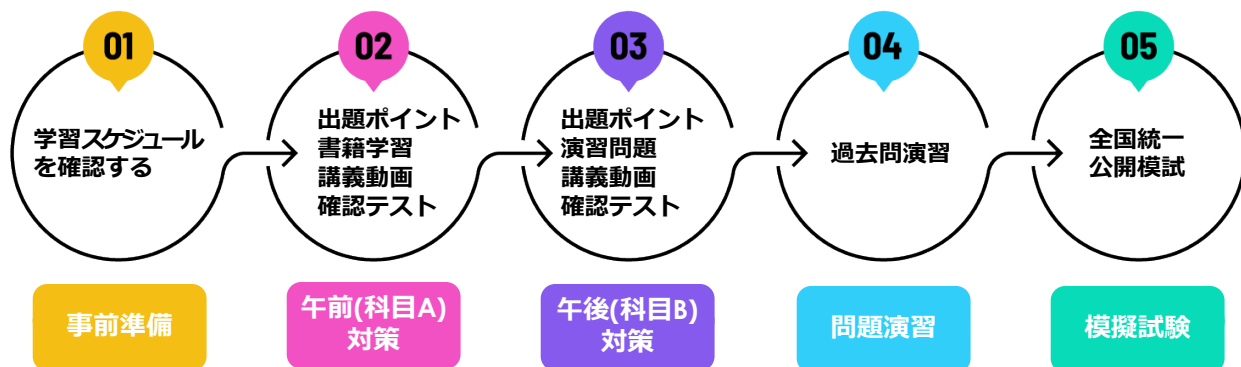 01
学習スケジュール
を確認する
事前準備
02
出題ポイント
書籍学習
講義動画
確認テスト
午前(科目A)
対策
03
出題ポイント
演習問題
講義動画
確認テスト
午後(科目B)
対策
04
過去問演習
問題演習
05
全国統一
公開模試
模擬試験